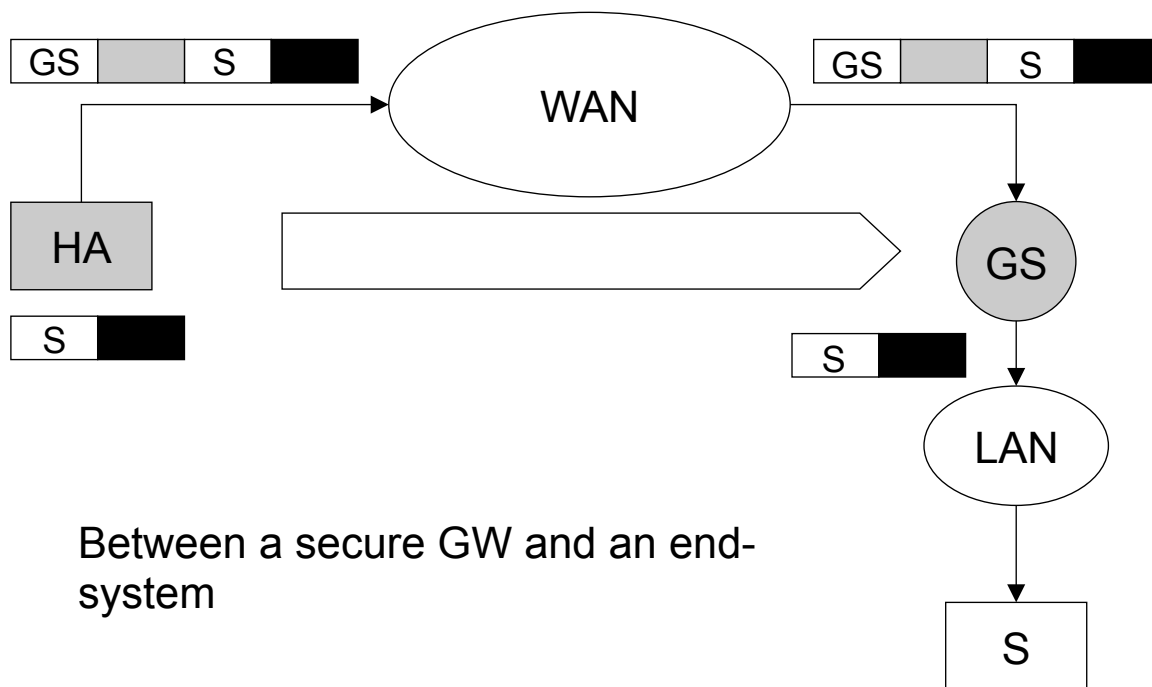 GS S
GS S
WAN
HA
GS
S
S
LAN
Between a secure GW and an end-
system
S